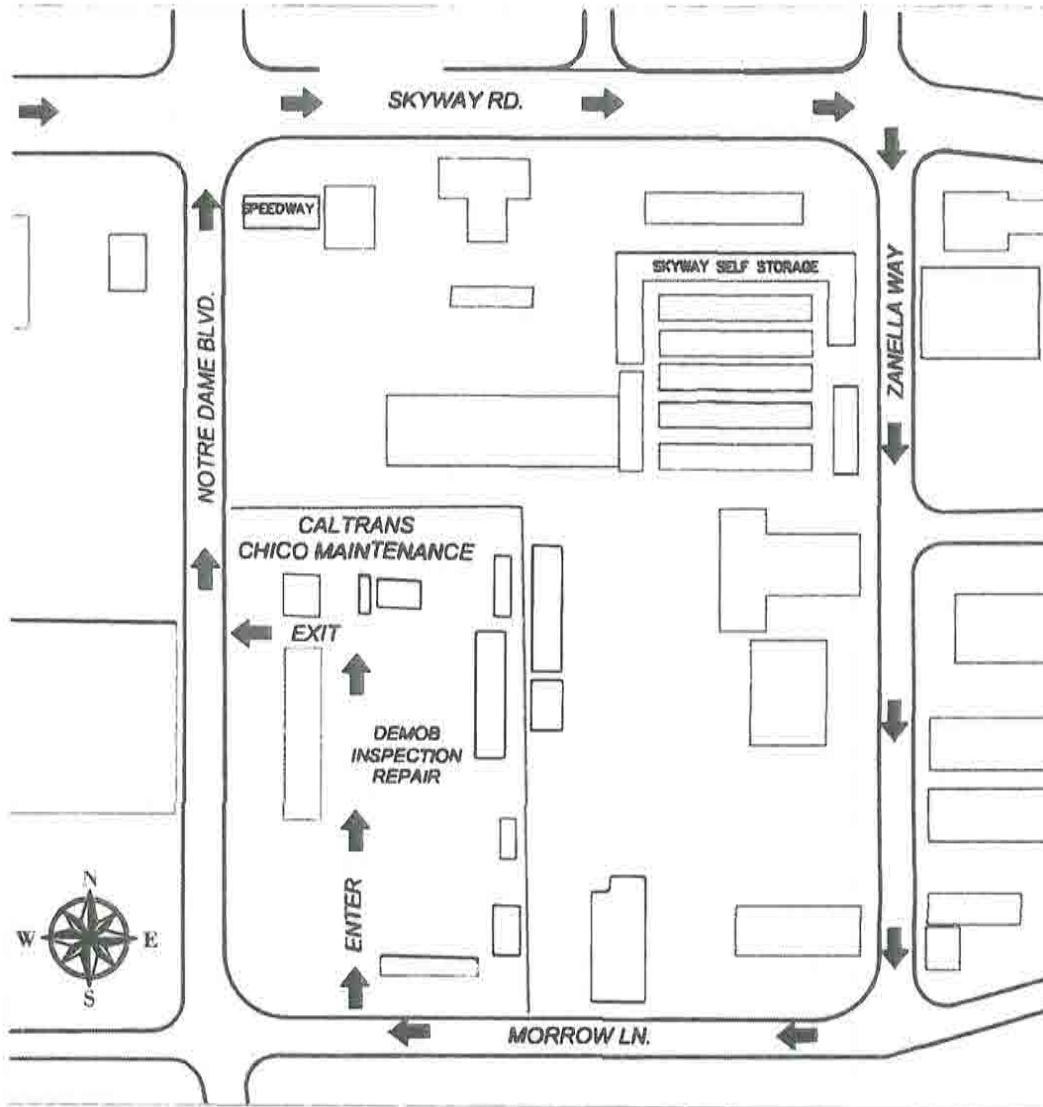 SKYWAY RD.
SPEEDWAY
SKYWAY SELF STORAGE
NOTRE DAME BLVD.
ZANELLA WAY
CALTRANS
CHICO MAINTENANCE
EXIT
DEMOB
INSPECTION
REPAIR
ENTER
N
W
E
S
MORROW LN.